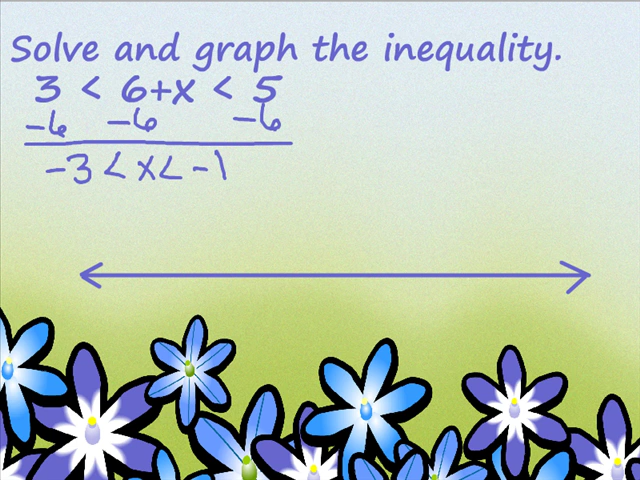 Solve and graph the inequality.
3 < 6+x < 5
-6 -6 -6
-3 < x < -1